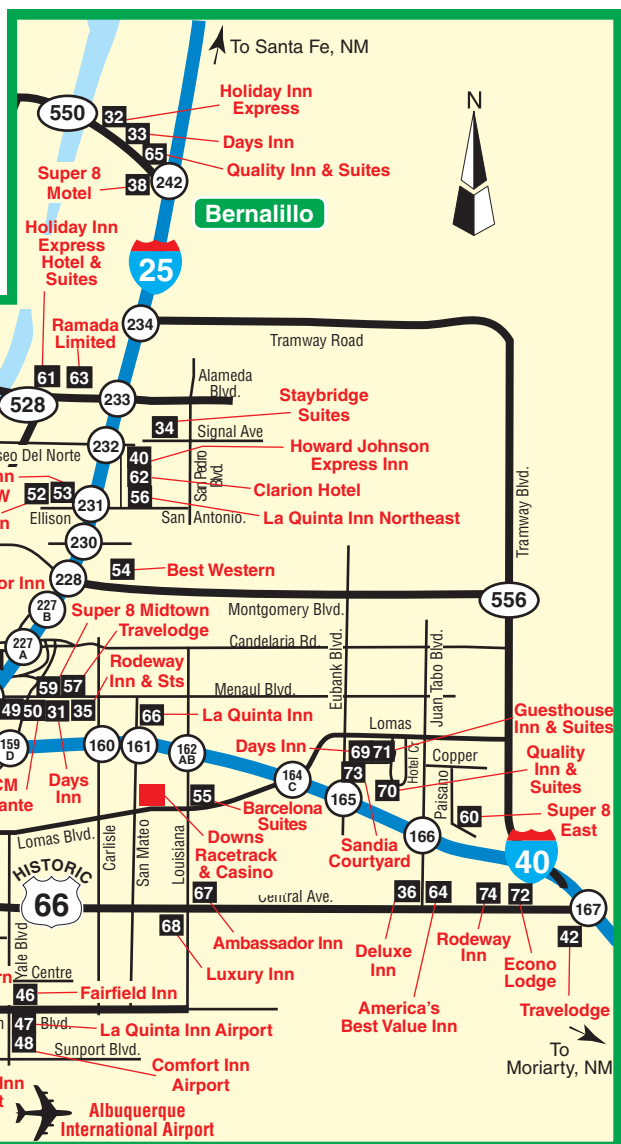 To Santa Fe, NM
Holiday Inn
Express
550
32
33
Days Inn
65
Quality Inn & Suites
Super 8
Motel
38
242
N
Bernalillo
Holiday Inn
Express
Hotel &
Suites
25
Ramada
Limited
234
Tramway Road
61
63
528
233
Alameda
Blvd.
Staybridge
Suites
34
Signal Ave
232
seo Del Norte
40
Howard Johnson
Express Inn
62
Clarion Hotel
San Pedro
Blvd.
nn
W
52
53
56
La Quinta Inn Northeast
231
n
Ellison
San Antonio.
Tramway Blvd.
230
54
Best Western
or Inn
228
556
227
B
Super 8 Midtown
Montgomery Blvd.
Travelodge
227
A
Candelaria Rd.
Eubank Blvd.
Juan Tabo Blvd.
Rodeway
Inn & Sts
59
57
Menaul Blvd.
49
50
31
35
66
La Quinta Inn
Lomas
Guesthouse
Inn & Suites
159
D
160
161
162
AB
Days Inn
69
71
Hotel Cr.
Copper
Quality
Inn &
Suites
CM
ante
Days
Inn
164
C
73
70
Paisano
55
Barcelona
Suites
165
60
Super 8
East
Lomas Blvd.
Carlisle
San Mateo
Louisiana
Downs
Racetrack
& Casino
Sandia
Courtyard
166
40
HISTORIC
66
67
Central Ave.
36
64
74
72
167
Ambassador Inn
68
Luxury Inn
Deluxe
Inn
Rodeway
Inn
Econo
Lodge
42
Yale Blvd
rn
Centre
46
Fairfield Inn
America's
Best Value Inn
Travelodge
n
47
Blvd.
La Quinta Inn Airport
48
Sunport Blvd.
Comfort Inn
Airport
To
Moriarty, NM
Inn
t
Albuquerque
International Airport